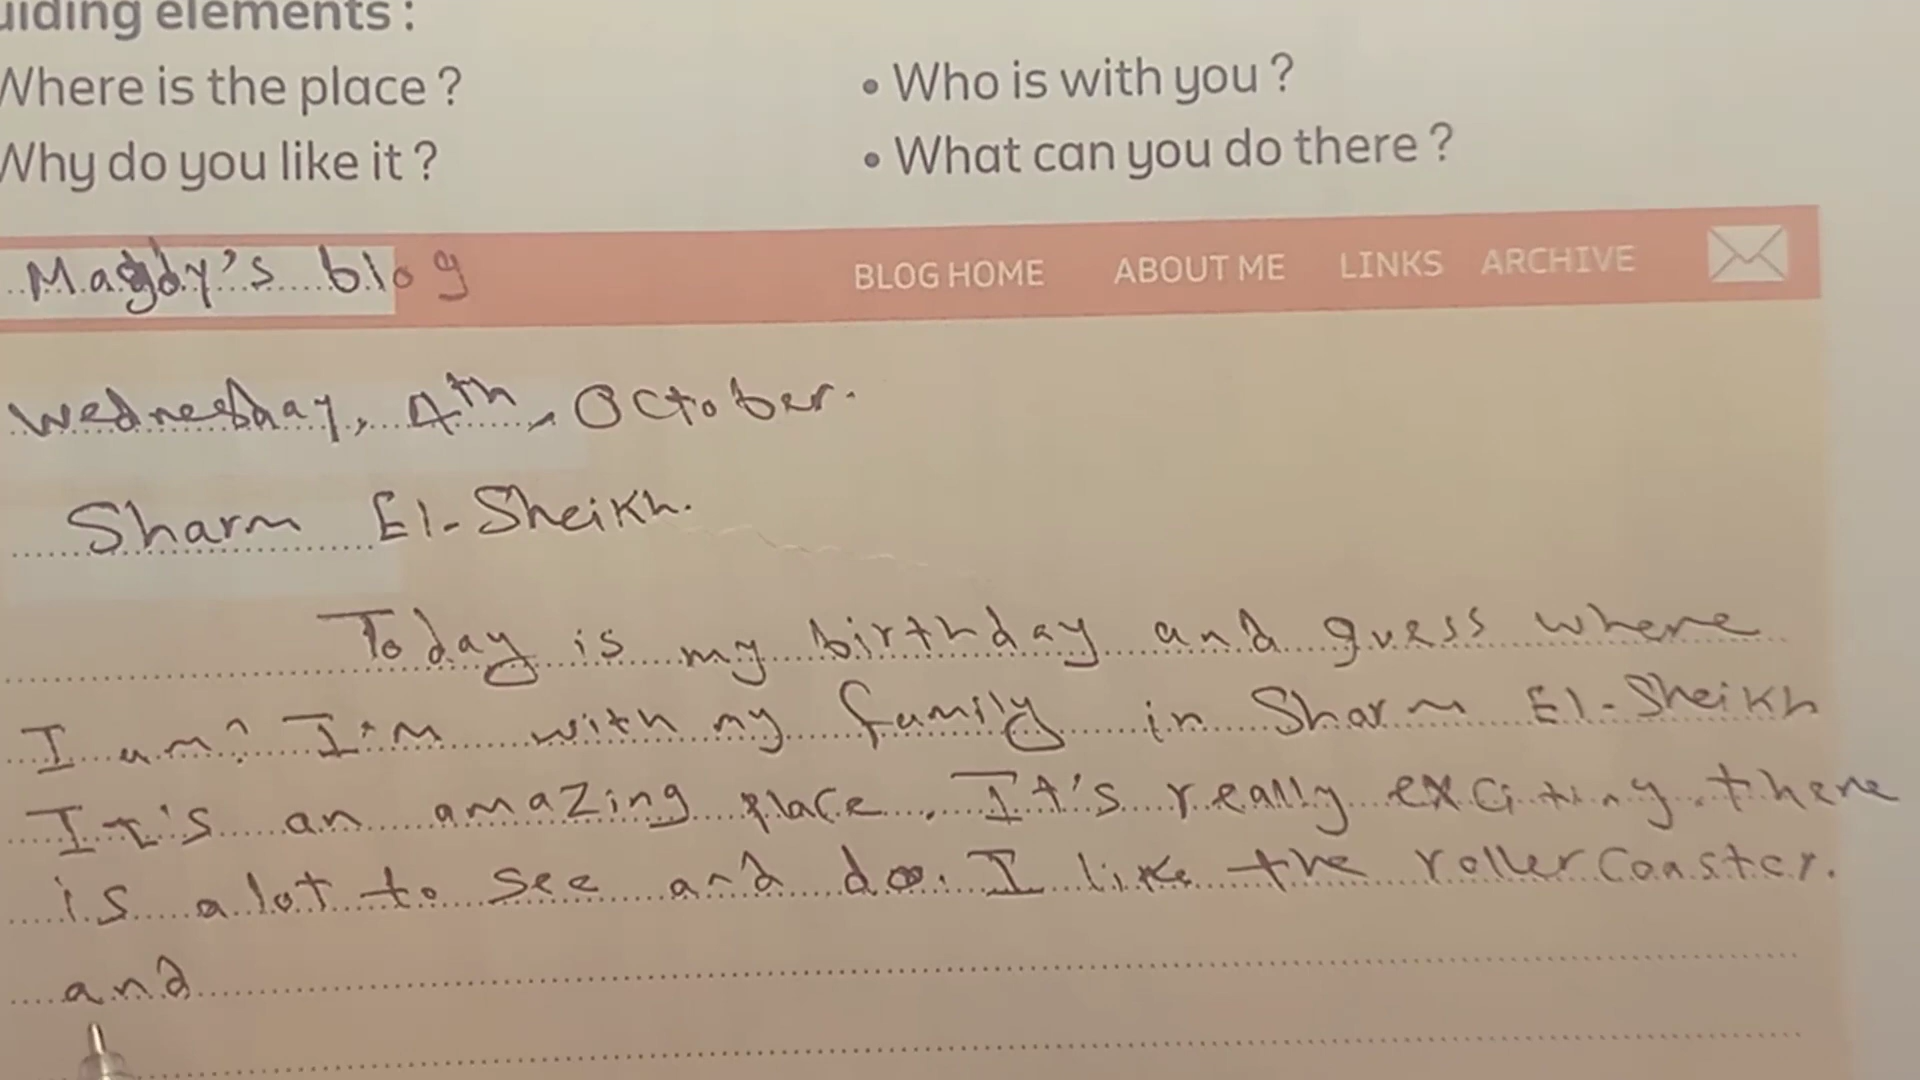 uiding elements :
Where is the place ?
• Who is with you ?
Why do you like it ?
• What can you do there ?
Magdy's blog
BLOG HOME ABOUT ME LINKS ARCHIVE
Wednesday, 4th, October.
Sharm El-Sheikh.
Today is my birthday and guess where
I am? I'm with my family in Sharm El-Sheikh
It's an amazing place. It's really exciting. there
is a lot to see and do. I like the roller coaster.
and